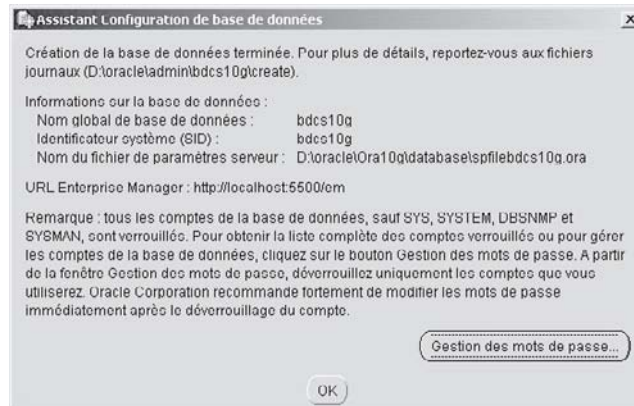 Assistant Configuration de base de données
Création de la base de données terminée. Pour plus de détails, reportez-vous aux fichiers
journaux (D:\oracle\admin\bdcs10g\create).
Informations sur la base de données :
Nom global de base de données : bdcs10g
Identificateur système (SID) : bdcs10g
Nom du fichier de paramètres serveur : D:\oracle\Ora10g\database\spfilebdcs10g.ora
URL Enterprise Manager : http://localhost:5500/em
Remarque : tous les comptes de la base de données, sauf SYS, SYSTEM, DBSNMP et
SYSMAN, sont verrouillés. Pour obtenir la liste complète des comptes verrouillés ou pour gérer
les comptes de la base de données, cliquez sur le bouton Gestion des mots de passe. A partir
de la fenêtre Gestion des mots de passe, déverrouillez uniquement les comptes que vous
utiliserez. Oracle Corporation recommande fortement de modifier les mots de passe
immédiatement après le déverrouillage du compte.
Gestion des mots de passe...
OK